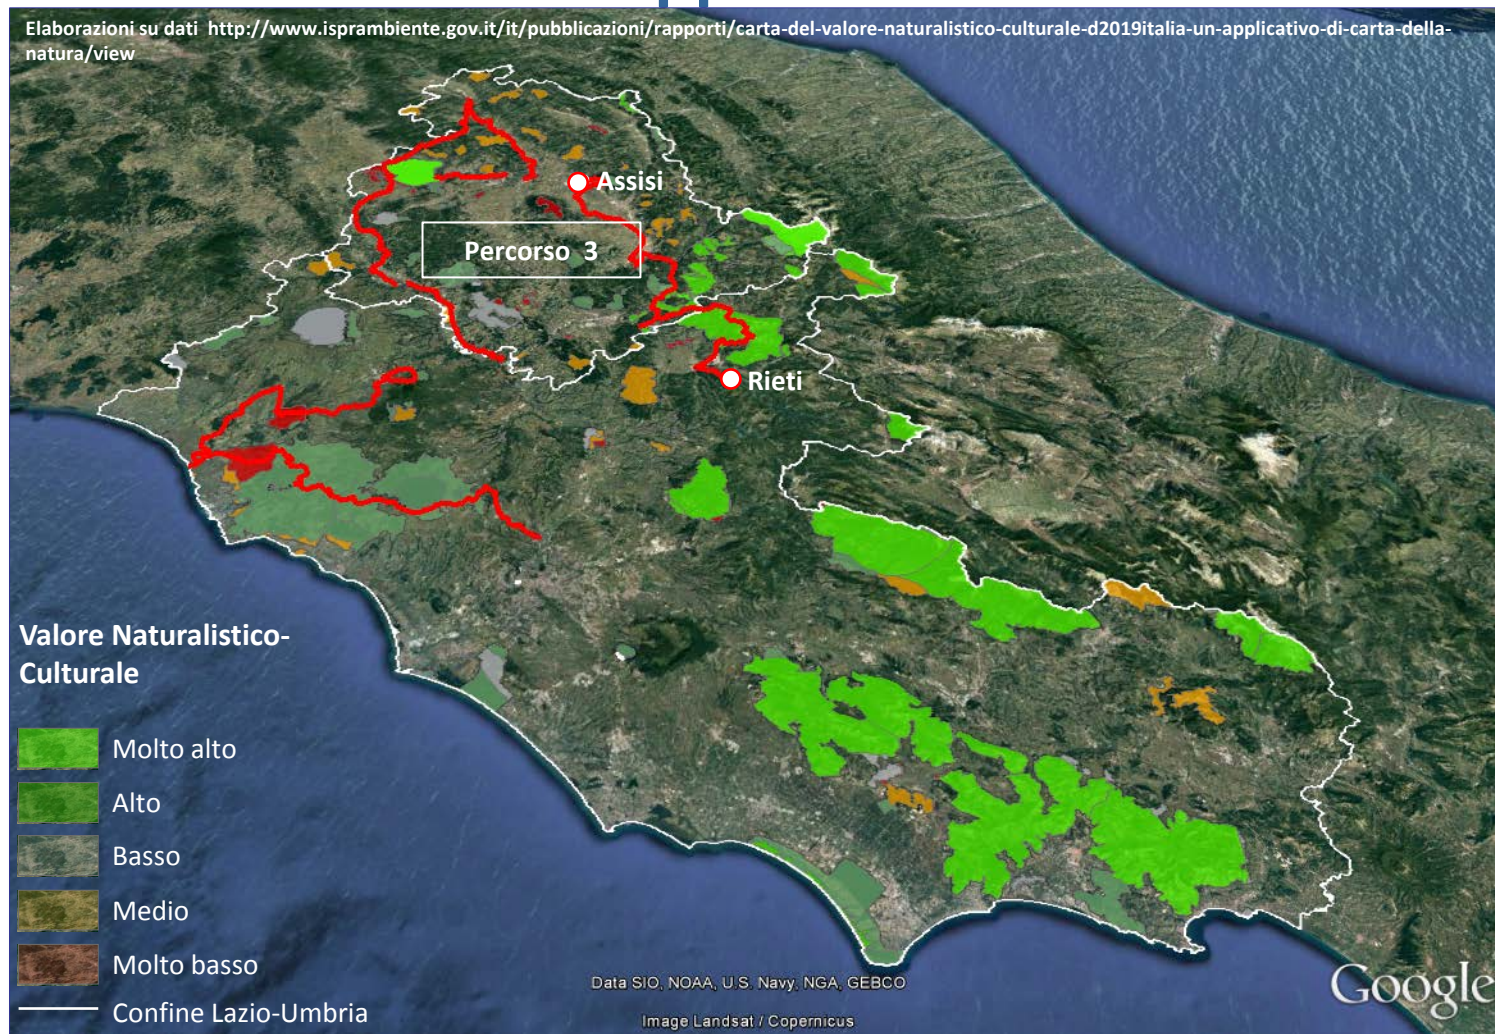 Elaborazioni su dati http://www.isprambiente.gov.it/it/pubblicazioni/rapporti/carta-del-valore-naturalistico-culturale-d2019italia-un-applicativo-di-carta-della-
natura/view
Assisi
Percorso 3
Rieti
Valore Naturalistico-
Culturale
Molto alto
Alto
Basso
Medio
Molto basso
Confine Lazio-Umbria
Data SIO, NOAA, U.S. Navy, NGA, GEBCO
Image Landsat / Copernicus
Google